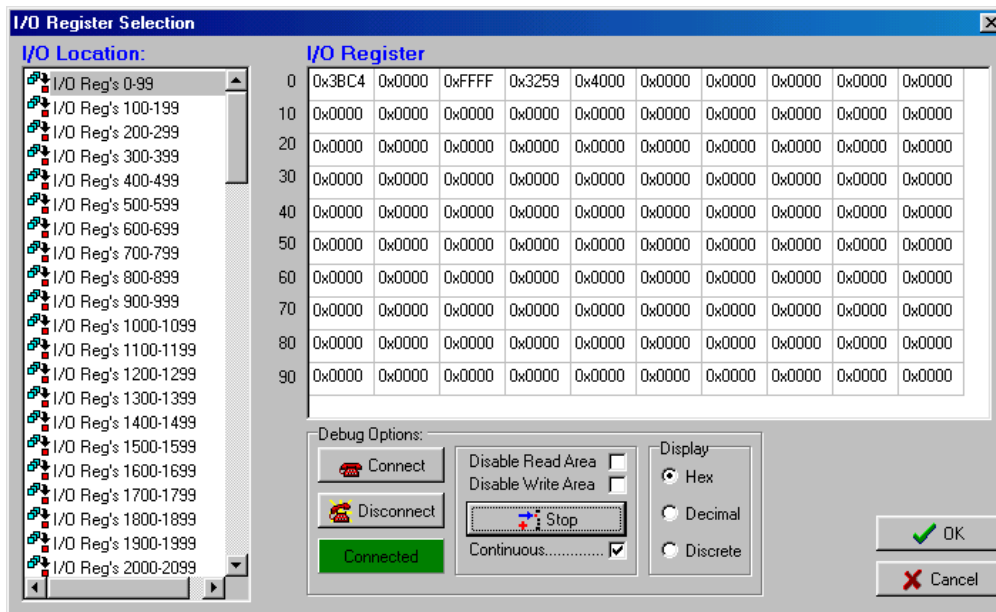 I/O Register Selection
I/O Location:
I/O Reg's 0-99
I/O Reg's 100-199
I/O Reg's 200-299
I/O Reg's 300-399
I/O Reg's 400-499
I/O Reg's 500-599
I/O Reg's 600-699
I/O Reg's 700-799
I/O Reg's 800-899
I/O Reg's 900-999
I/O Reg's 1000-1099
I/O Reg's 1100-1199
I/O Reg's 1200-1299
I/O Reg's 1300-1399
I/O Reg's 1400-1499
I/O Reg's 1500-1599
I/O Reg's 1600-1699
I/O Reg's 1700-1799
I/O Reg's 1800-1899
I/O Reg's 1900-1999
I/O Reg's 2000-2099
I/O Register
0 0x3BC4 0x0000 0xFFFF 0x3259 0x4000 0x0000 0x0000 0x0000 0x0000 0x0000
10 0x0000 0x0000 0x0000 0x0000 0x0000 0x0000 0x0000 0x0000 0x0000 0x0000
20 0x0000 0x0000 0x0000 0x0000 0x0000 0x0000 0x0000 0x0000 0x0000 0x0000
30 0x0000 0x0000 0x0000 0x0000 0x0000 0x0000 0x0000 0x0000 0x0000 0x0000
40 0x0000 0x0000 0x0000 0x0000 0x0000 0x0000 0x0000 0x0000 0x0000 0x0000
50 0x0000 0x0000 0x0000 0x0000 0x0000 0x0000 0x0000 0x0000 0x0000 0x0000
60 0x0000 0x0000 0x0000 0x0000 0x0000 0x0000 0x0000 0x0000 0x0000 0x0000
70 0x0000 0x0000 0x0000 0x0000 0x0000 0x0000 0x0000 0x0000 0x0000 0x0000
80 0x0000 0x0000 0x0000 0x0000 0x0000 0x0000 0x0000 0x0000 0x0000 0x0000
90 0x0000 0x0000 0x0000 0x0000 0x0000 0x0000 0x0000 0x0000 0x0000 0x0000
Debug Options:
Connect
Disconnect
Connected
Disable Read Area
Disable Write Area
Stop
Continuous.............
Display
Hex
Decimal
Discrete
OK
Cancel